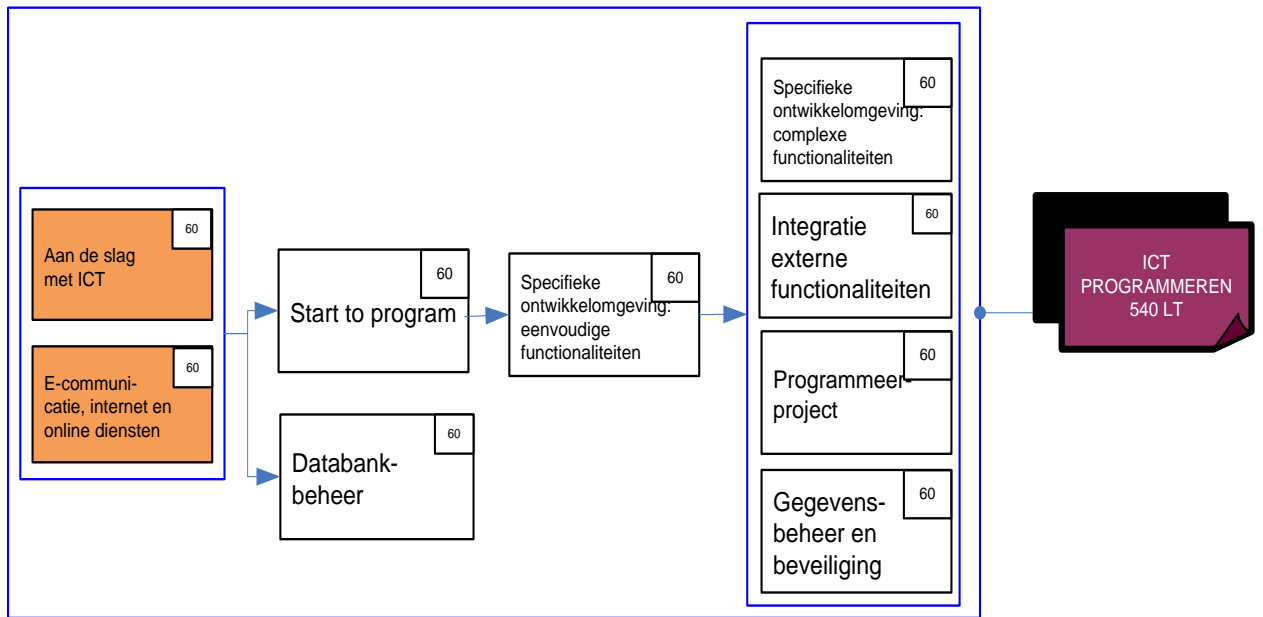 60
Aan de slag
met ICT
60
E-communi-
catie, internet en
online diensten
60
Start to program
60
Databank-
beheer
60
Specifieke
ontwikkelomgeving:
eenvoudige
functionaliteiten
60
Specifieke
ontwikkelomgeving:
complexe
functionaliteiten
60
Integratie
externe
functionaliteiten
60
Programmeer-
project
60
Gegevens-
beheer en
beveiliging
ICT
PROGRAMMEREN
540 LT